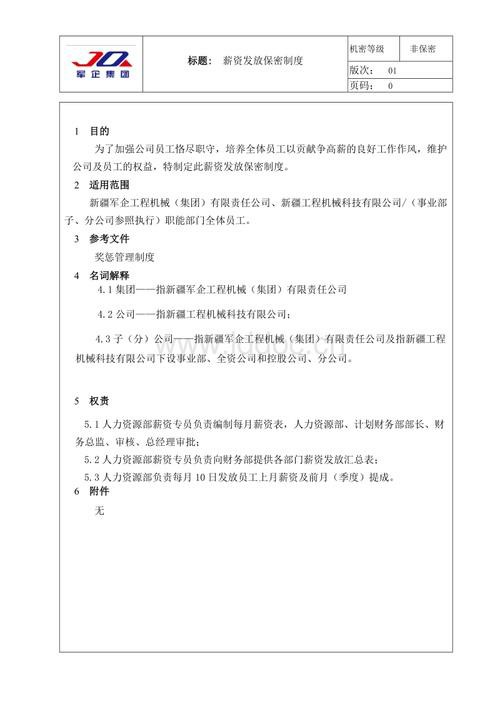 军企集团
标题： 薪资发放保密制度
机密等级 非保密
版次： 01
页码： 0
1 目的
为了加强公司员工恪尽职守，培养全体员工以贡献争高薪的良好工作作风，维护
公司及员工的权益，特制定此薪资发放保密制度。
2 适用范围
新疆军企工程机械（集团）有限责任公司、新疆工程机械科技有限公司/（事业部
子、分公司参照执行）职能部门全体员工。
3 参考文件
奖惩管理制度
4 名词解释
4.1 集团——指新疆军企工程机械（集团）有限责任公司
4.2 公司——指新疆工程机械科技有限公司；
4.3 子（分）公司——指新疆军企工程机械（集团）有限责任公司及指新疆工程
机械科技有限公司下设事业部、全资公司和控股公司、分公司。
5 权责
5.1 人力资源部薪资专员负责编制每月薪资表，人力资源部、计划财务部部长、财
务总监、审核、总经理审批；
5.2 人力资源部薪资专员负责向财务部提供各部门薪资发放汇总表；
5.3 人力资源部负责每月 10 日发放员工上月薪资及前月（季度）提成。
6 附件
无